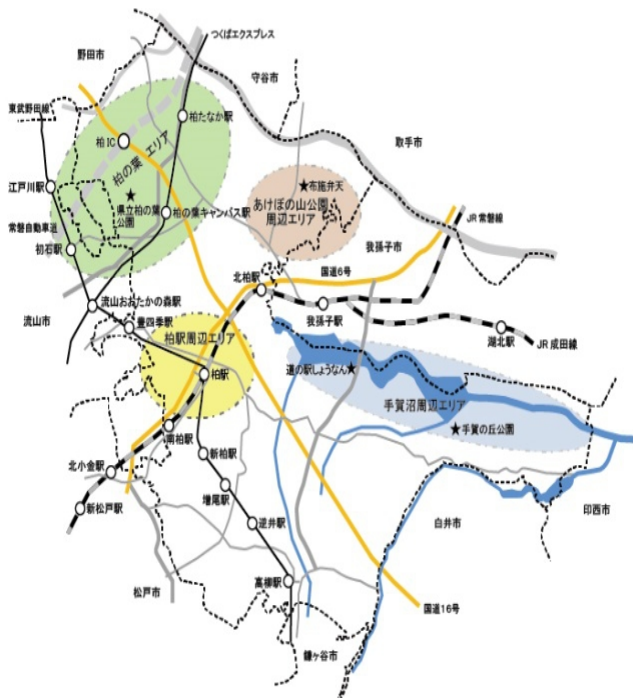 つくばエクスプレス
野田市
守谷市
東武野田線
柏たなか駅
取手市
柏IC
柏の葉エリア
布施弁天
江戸川駅
県立柏の葉
公園
柏の葉キャンパス駅
あけぼの山公園
周辺エリア
常磐自動車道
JR常磐線
初石駅
我孫子市
北柏駅
国道6号
流山おおたかの森駅
流山市
豊四季駅
我孫子駅
湖北駅
JR成田線
柏駅周辺エリア
道の駅しょうなん
柏駅
手賀沼周辺エリア
手賀の丘公園
南柏駅
北小金駅
新柏駅
新松戸駅
増尾駅
逆井駅
白井市
印西市
高柳駅
松戸市
国道16号
鎌ヶ谷市